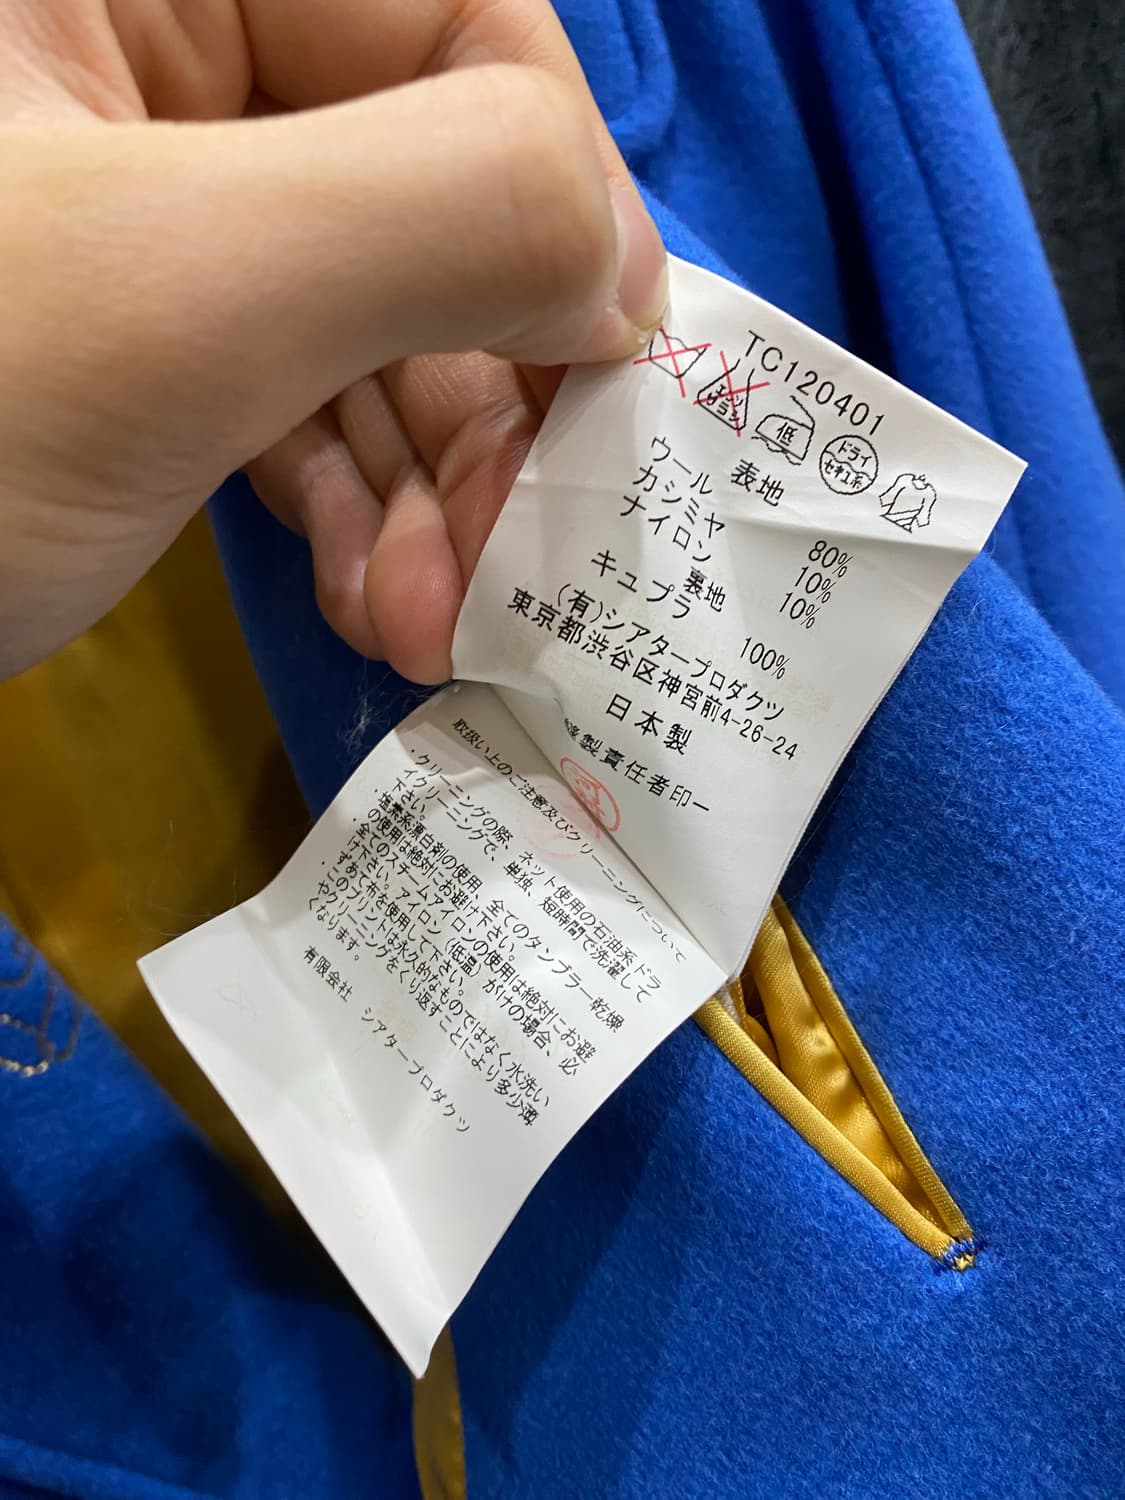 TC120401
エンソ
サラシ
低
ドライ
セキユ系
表地
ウール 80%
カシミヤ 10%
ナイロン 10%
裏地
キュプラ 100%
(有)シアタープロダクツ
東京都渋谷区神宮前4-26-24
日本製
縫製責任者印ー
取扱い上のご注意及びクリーニングについて
・クリーニングの際、ネット使用の石油系ドラ
イクリーニングで、単独、短時間で洗濯して
下さい。
・塩素系漂白剤の使用、全てのタンブラー乾燥
の使用は絶対にお避け下さい。
・全てのスチームアイロンの使用は絶対にお避
け下さい。アイロン(低温)がけの場合、必
ずあて布を使用して下さい。
・このプリントは永久的なものではなく水洗い
やクリーニングをくり返すことにより多少薄
くなります。
有限会社 シアタープロダクツ